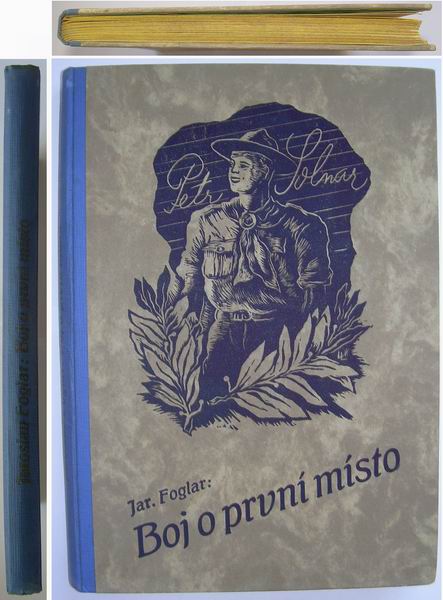 Jaroslav Foglar: Boj o první místo
Petr Solnar
Jar. Foglar:
Boj o první místo